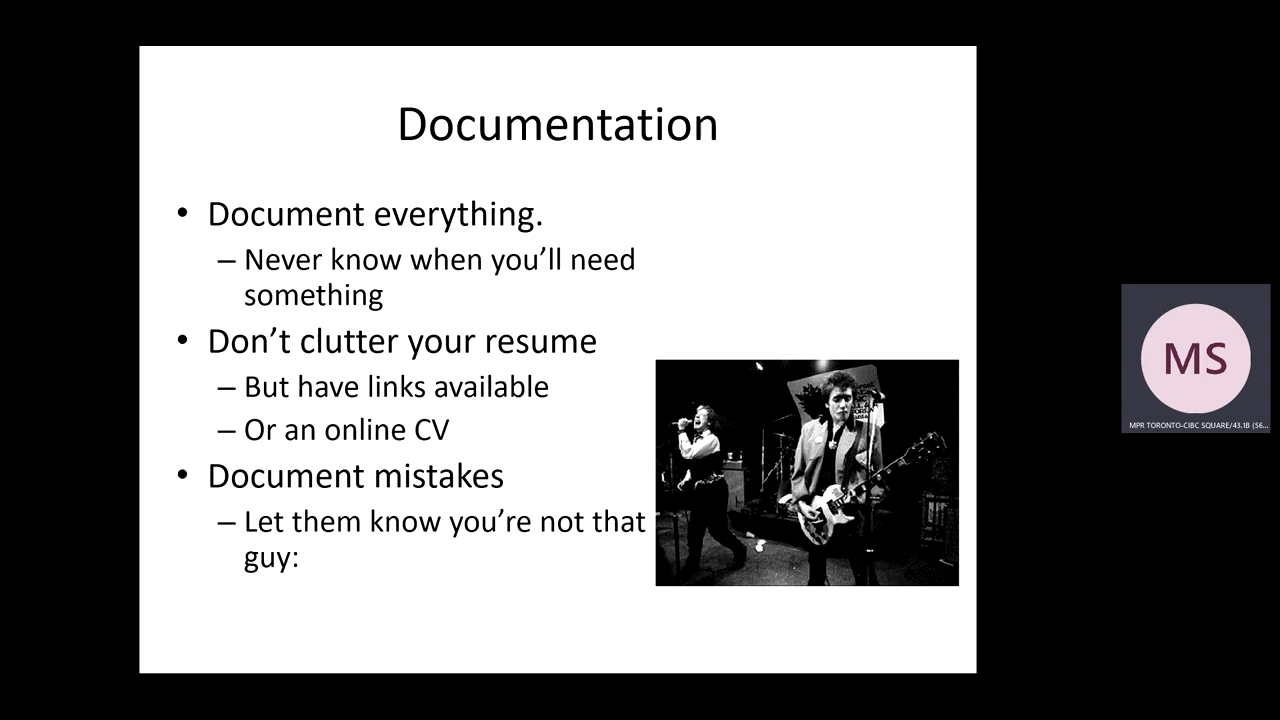 Documentation
• Document everything.
– Never know when you’ll need
something
• Don’t clutter your resume
– But have links available
– Or an online CV
• Document mistakes
– Let them know you’re not that
guy:
MS
MPR TORONTO-CIBC SQUARE/43.1B (56...